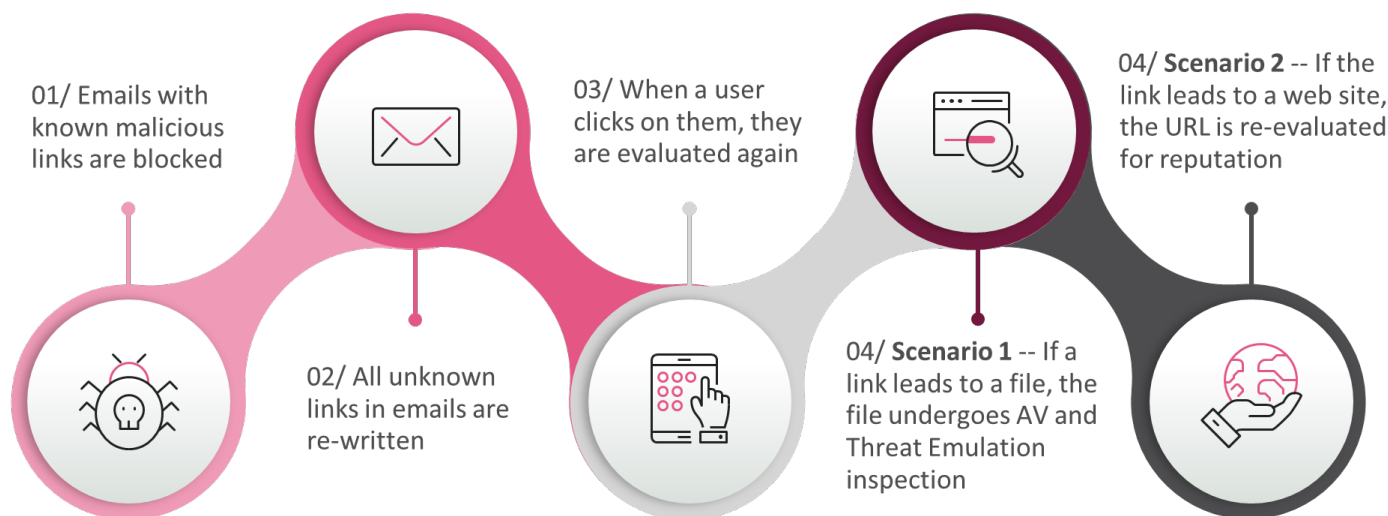 01/ Emails with
known malicious
links are blocked
02/ All unknown
links in emails are
re-written
03/ When a user
clicks on them, they
are evaluated again
04/ Scenario 1 -- If a
link leads to a file, the
file undergoes AV and
Threat Emulation
inspection
04/ Scenario 2 -- If the
link leads to a web site,
the URL is re-evaluated
for reputation